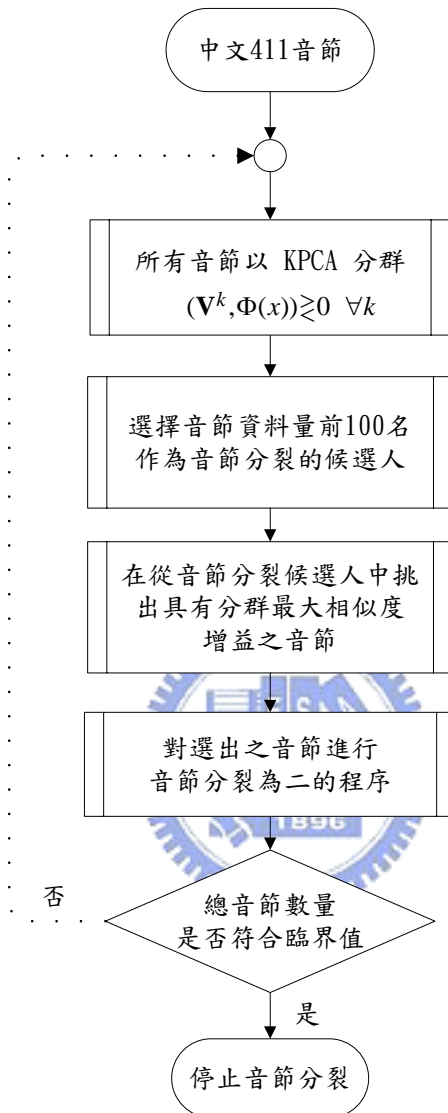 中文411音節
所有音節以 KPCA 分群
(V^k,Φ(x))≷0 ∀k
選擇音節資料量前100名
作為音節分裂的候選人
在從音節分裂候選人中挑
出具有分群最大相似度
增益之音節
對選出之音節進行
音節分裂為二的程序
1896
否
總音節數量
是否符合臨界值
是
停止音節分裂